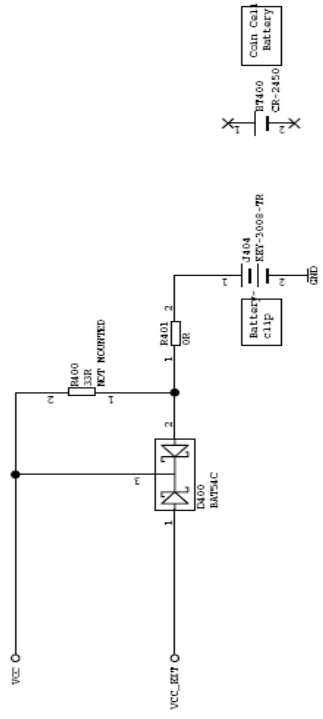 Coin Cell
Battery
BT400
CR-2450
1
2
J404
KEY-3008-TR
1
2
GND
Battery-
clip
R401
0R
1
2
R400
33R
NOT MOUNTED
2
1
D400
BAT54C
3
1
2
VCC
VCC_EXT